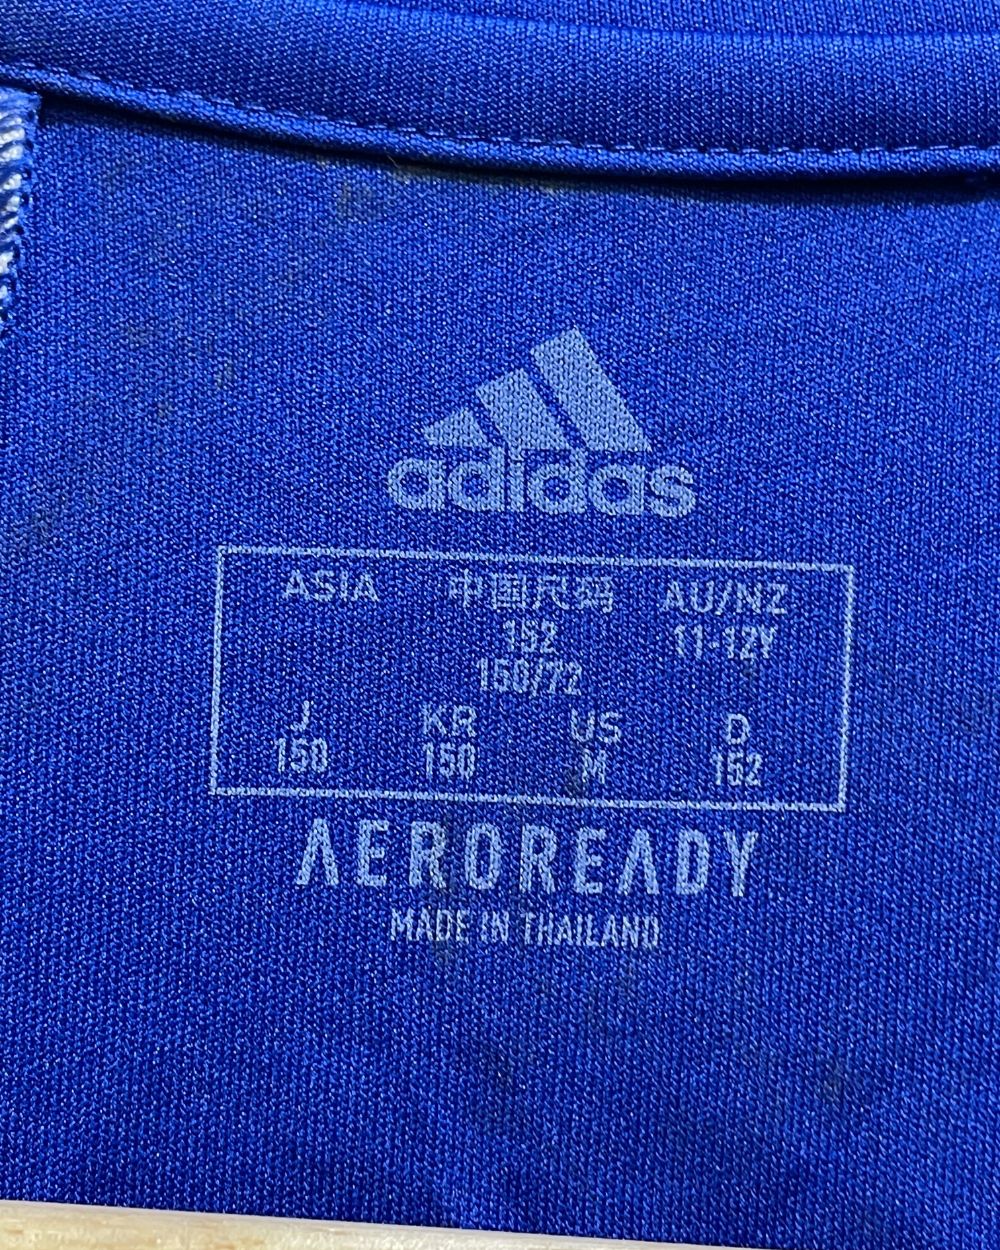 adidas
ASIA 中国尺码 AU/NZ
152 11-12Y
150/72
J KR US D
150 150 M 152
AEROREADY
MADE IN THAILAND